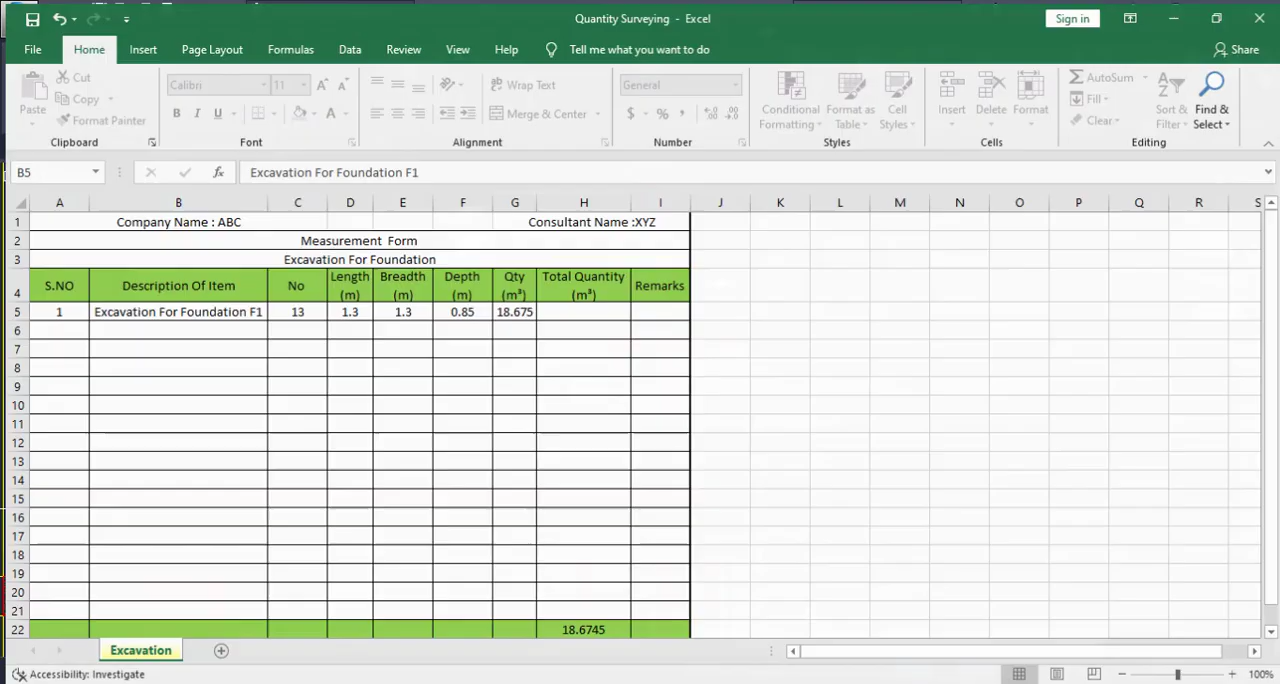 Quantity Surveying - Excel
Sign in
File Home Insert Page Layout Formulas Data Review View Help Tell me what you want to do Share
Paste
Cut
Copy
Format Painter
Clipboard
Calibri 11
B I U A
Font
Wrap Text
Merge & Center
Alignment
General
$ % ,
Number
Conditional Formatting
Format as Table
Cell Styles
Styles
Insert Delete Format
Cells
AutoSum
Fill
Clear
Sort & Filter
Find & Select
Editing
B5 fx Excavation For Foundation F1
A B C D E F G H I J K L M N O P Q R S
1 Company Name : ABC Consultant Name :XYZ
2 Measurement Form
3 Excavation For Foundation
4 S.NO Description Of Item No Length (m) Breadth (m) Depth (m) Qty (m³) Total Quantity (m³) Remarks
5 1 Excavation For Foundation F1 13 1.3 1.3 0.85 18.675
6
7
8
9
10
11
12
13
14
15
16
17
18
19
20
21
22 18.6745
Excavation
Accessibility: Investigate
100%